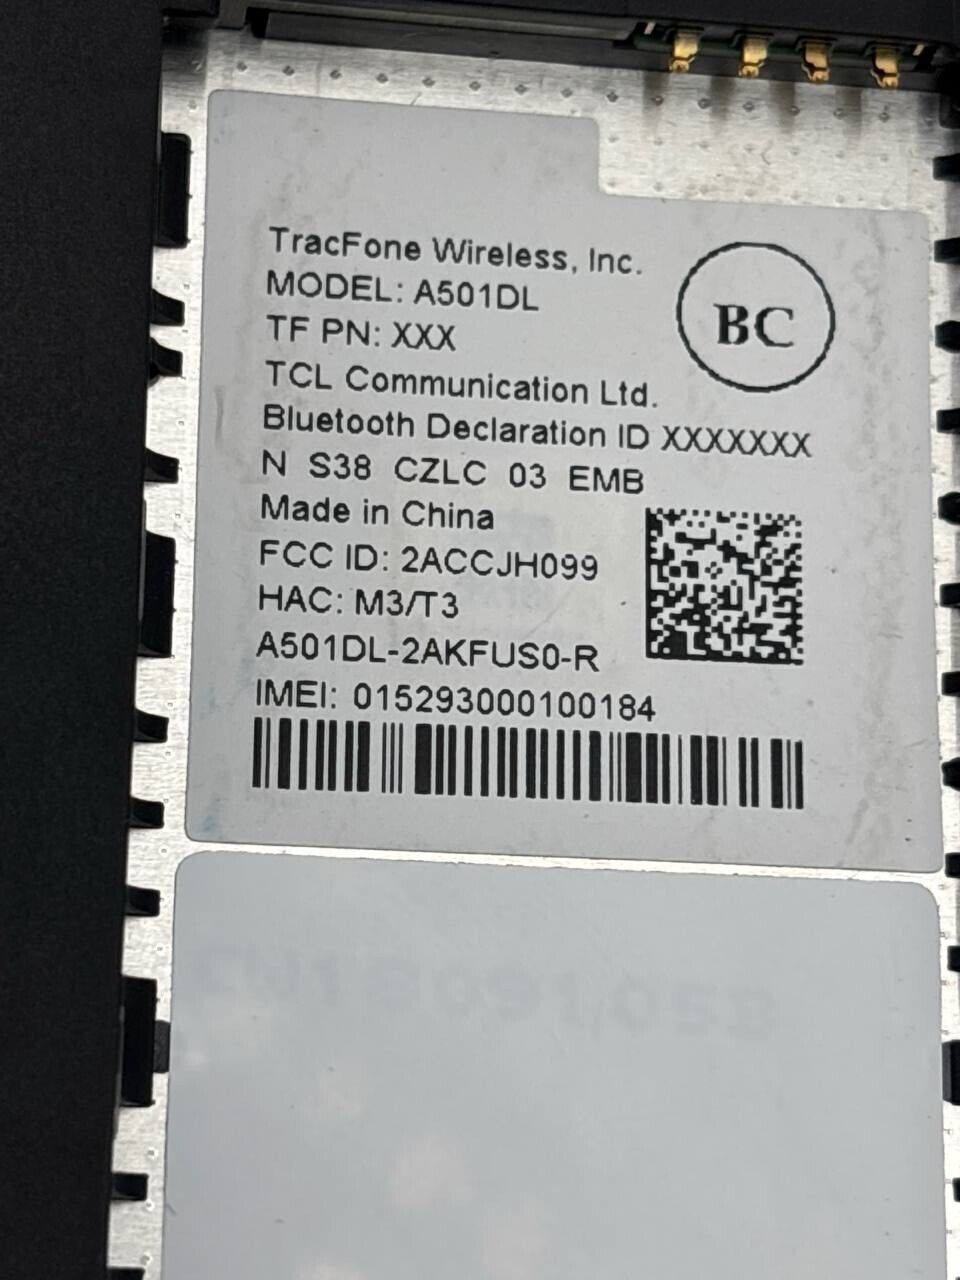 TracFone Wireless, Inc.
MODEL: A501DL
BC
TF PN: XXX
TCL Communication Ltd.
Bluetooth Declaration ID XXXXXXX
N S38 CZLC 03 EMB
Made in China
FCC ID: 2ACCJH099
HAC: M3/T3
A501DL-2AKFUS0-R
IMEI: 015293000100184